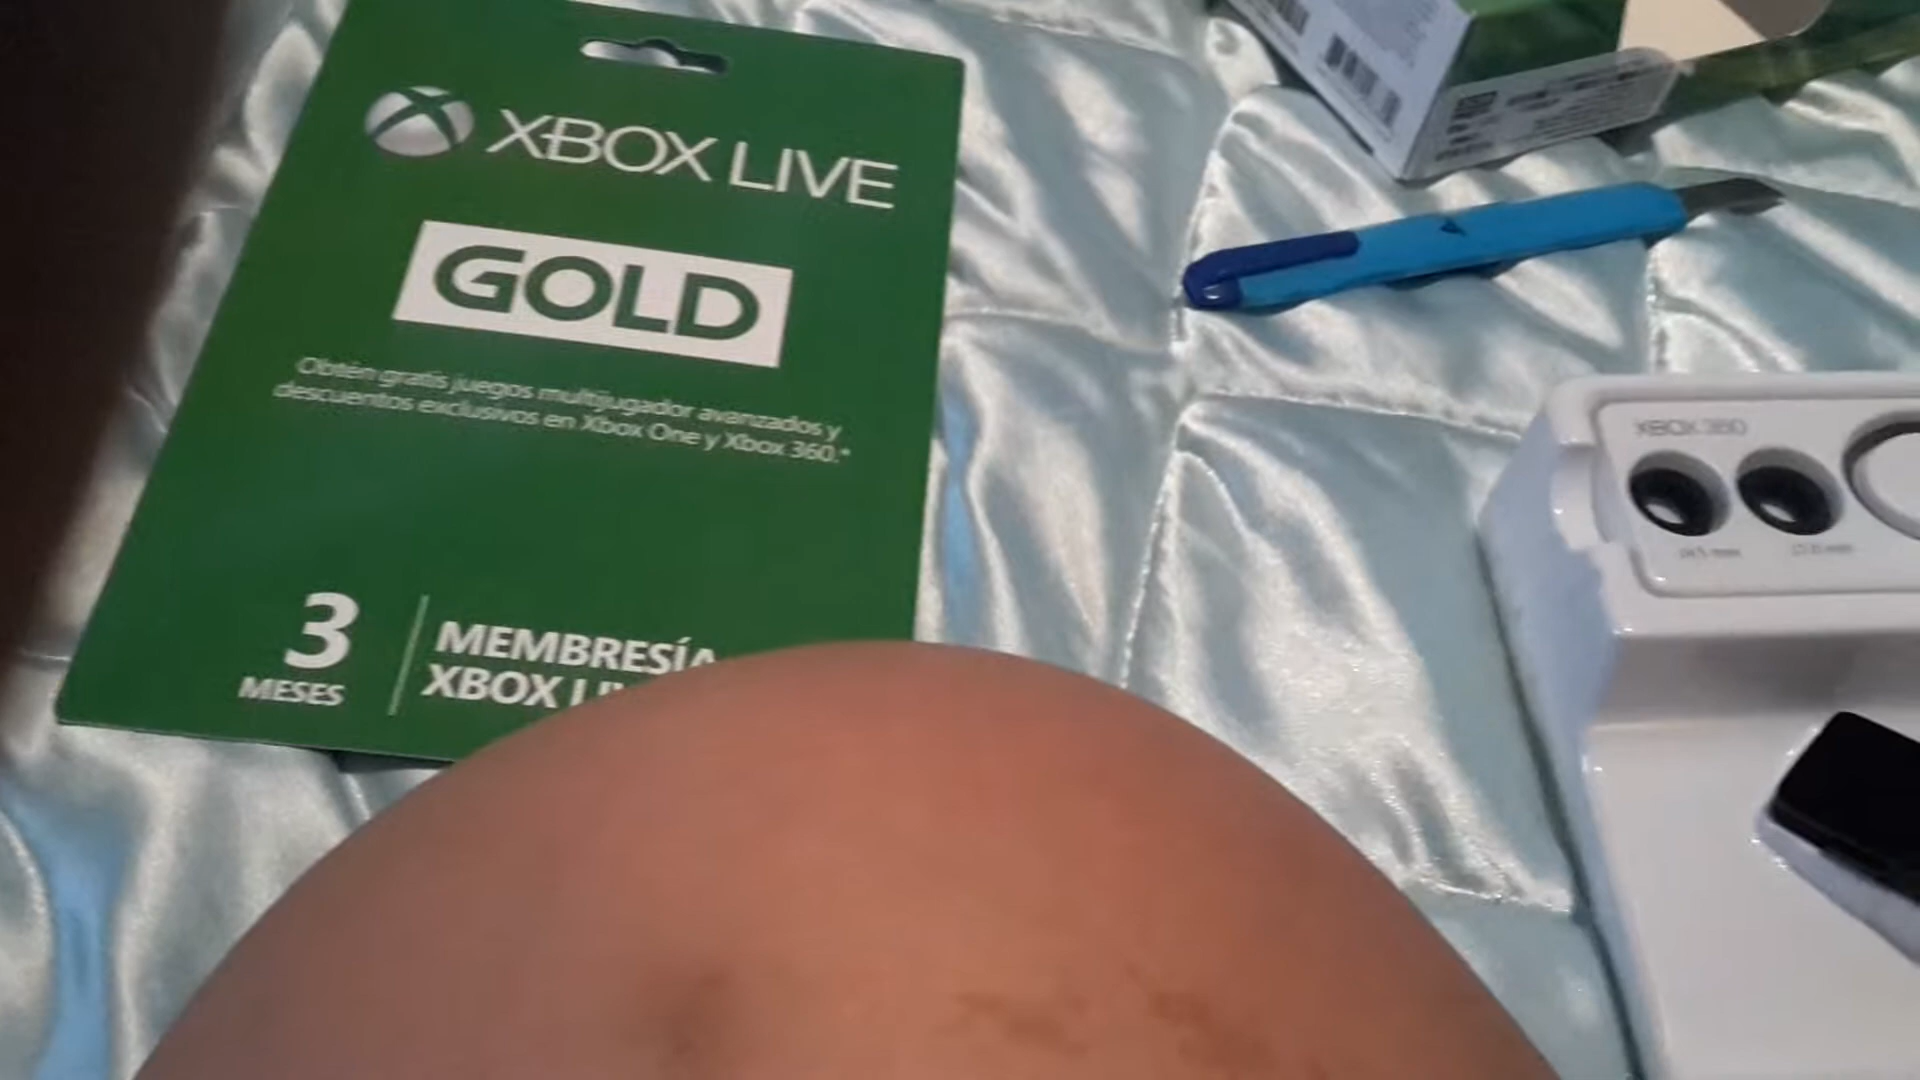 XBOX LIVE
GOLD
Obtén gratis juegos multijugador avanzados y
descuentos exclusivos en Xbox One y Xbox 360.*
3
MESES
MEMBRESÍA
XBOX LIV
XBOX 360